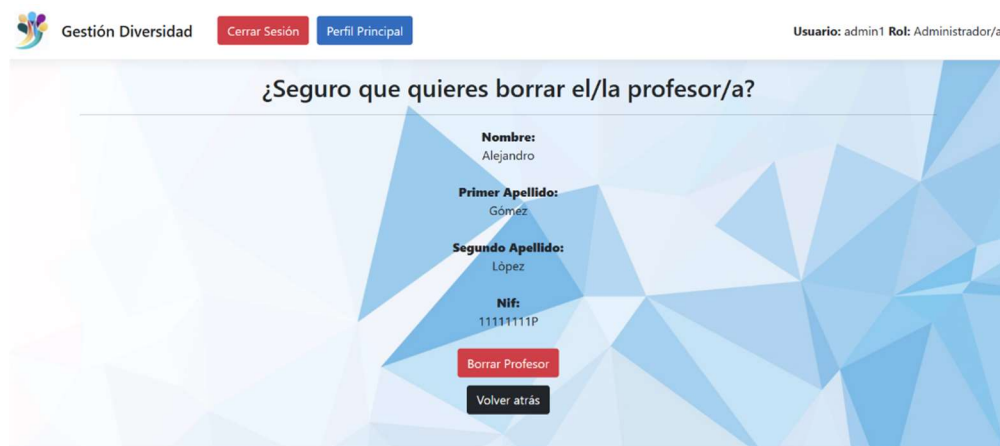 Gestión Diversidad
Cerrar Sesión
Perfil Principal
Usuario: admin1 Rol: Administrador/a
¿Seguro que quieres borrar el/la profesor/a?
Nombre:
Alejandro
Primer Apellido:
Gómez
Segundo Apellido:
Lòpez
Nif:
11111111P
Borrar Profesor
Volver atrás